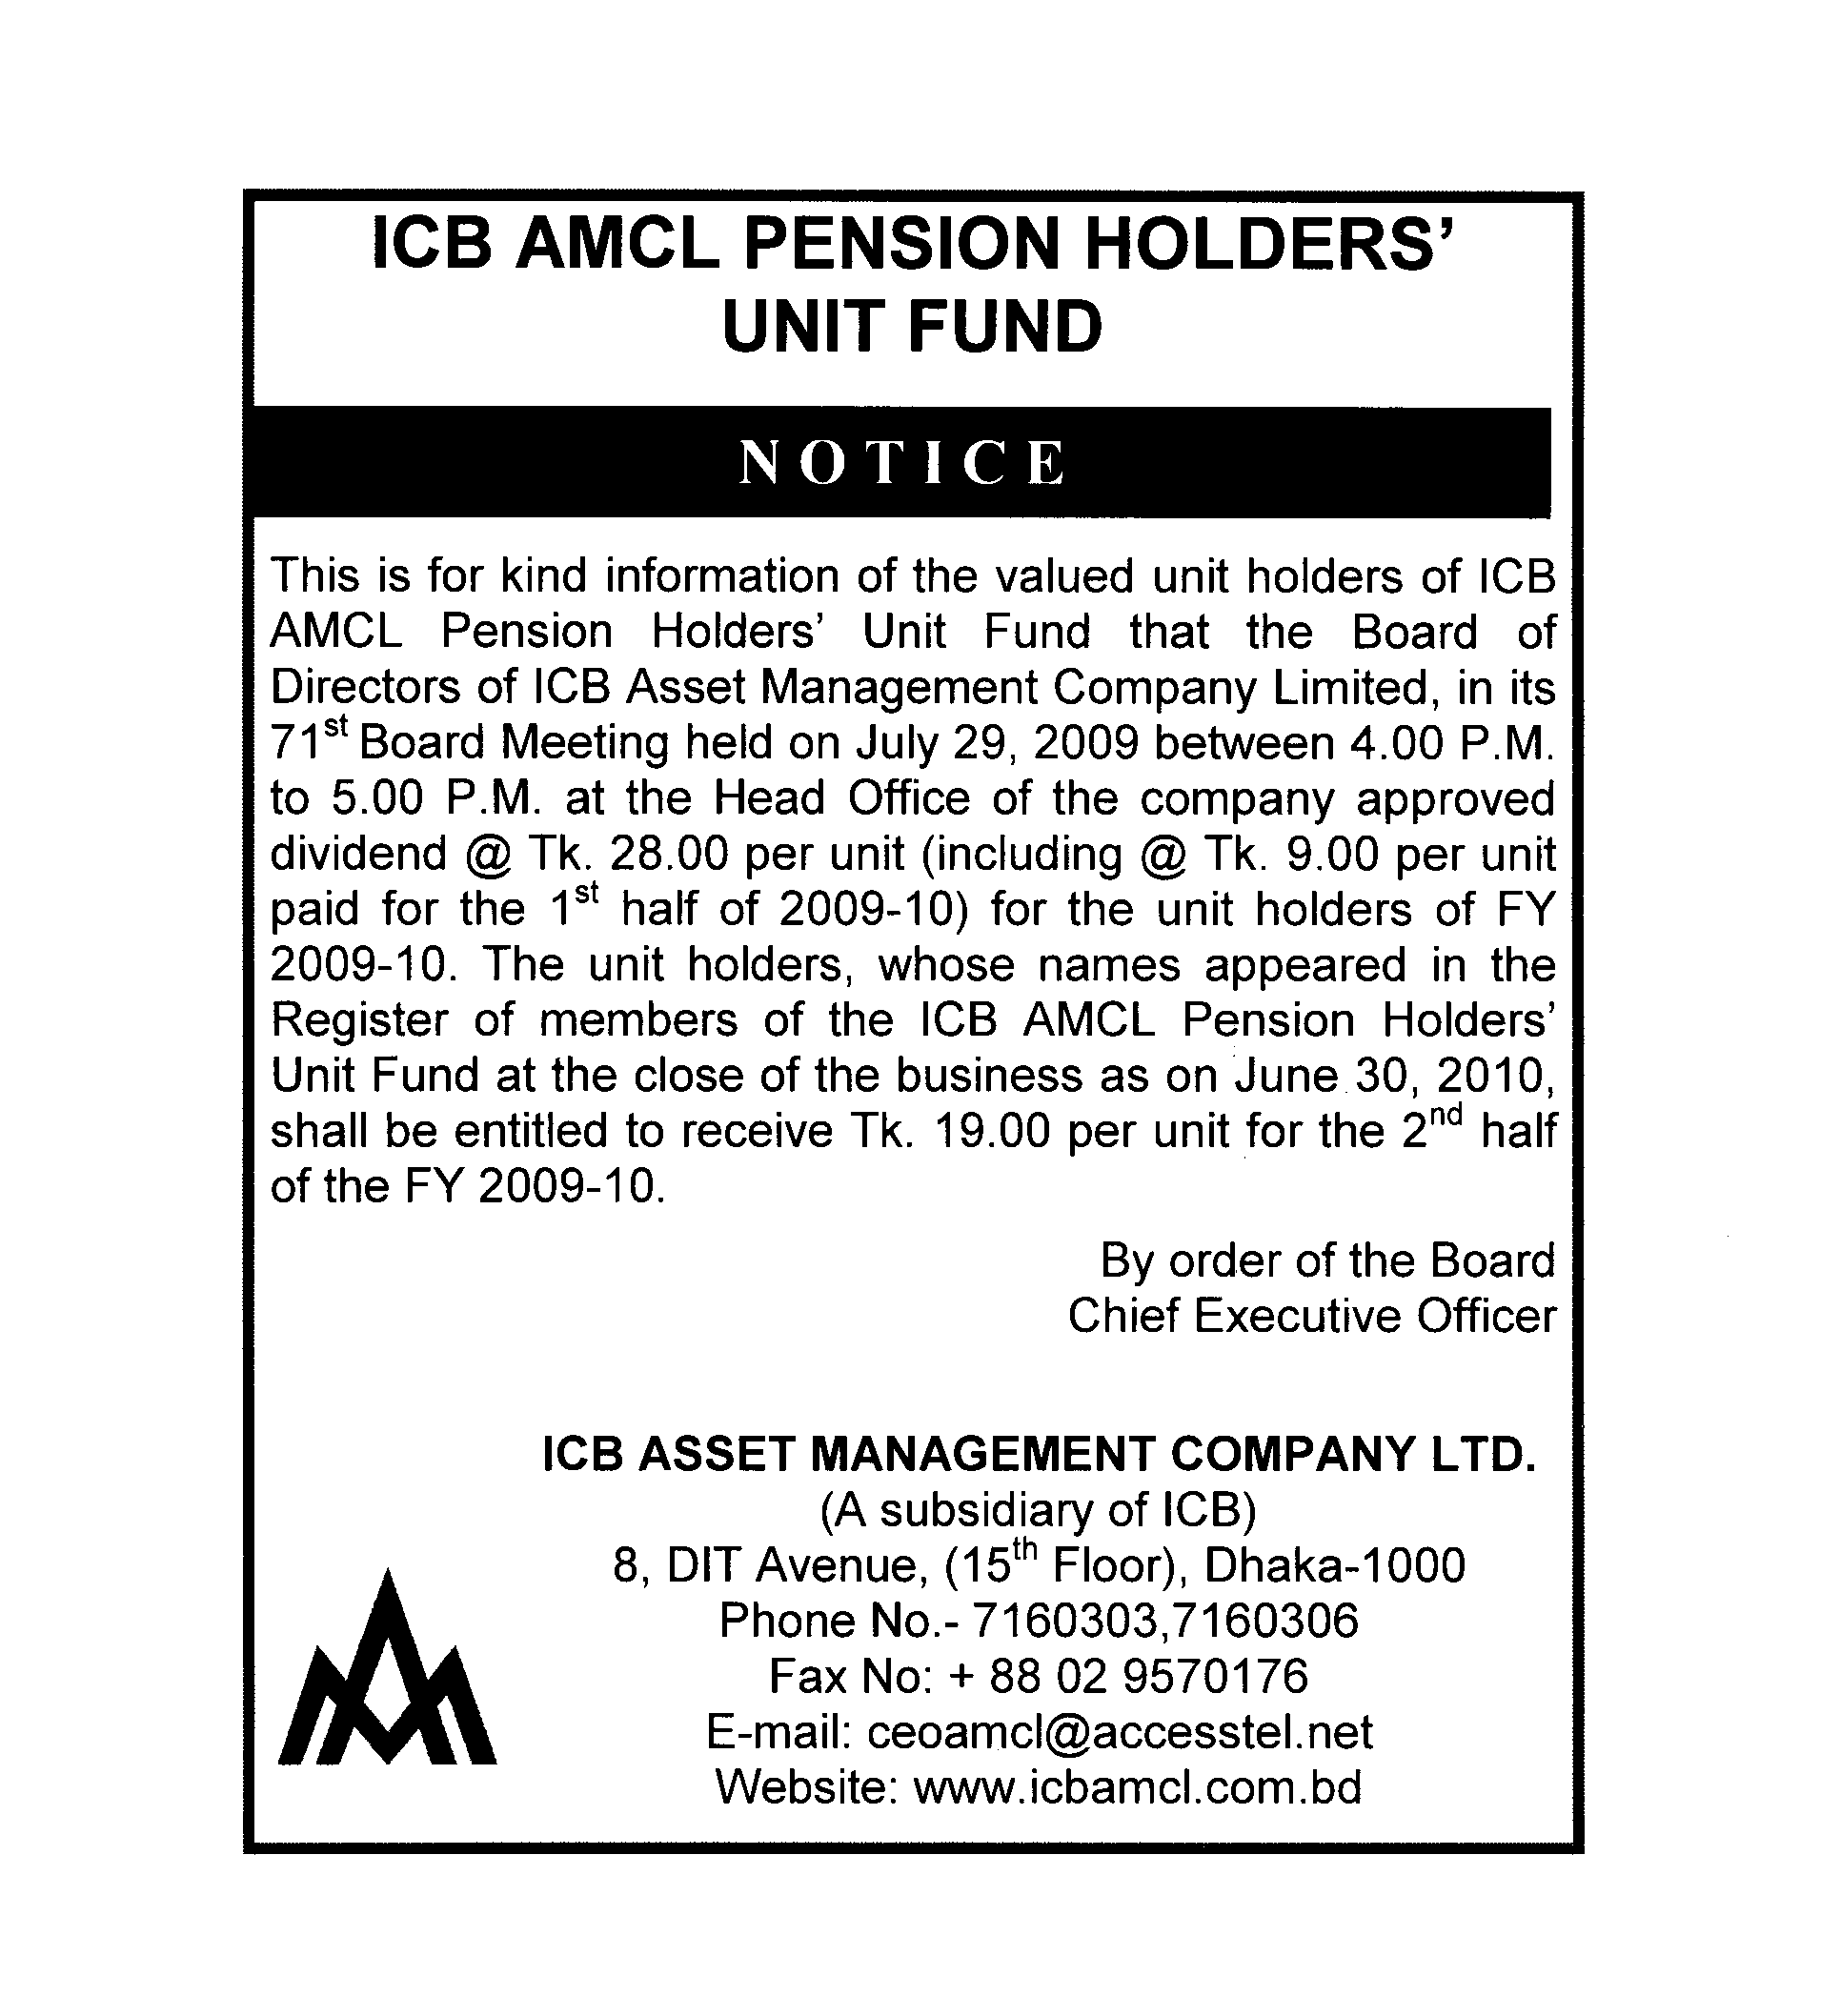 ICB AMCL PENSION HOLDERS’
UNIT FUND
NOTICE
This is for kind information of the valued unit holders of ICB
AMCL Pension Holders’ Unit Fund that the Board of
Directors of ICB Asset Management Company Limited, in its
71st Board Meeting held on July 29, 2009 between 4.00 P.M.
to 5.00 P.M. at the Head Office of the company approved
dividend @ Tk. 28.00 per unit (including @ Tk. 9.00 per unit
paid for the 1st half of 2009-10) for the unit holders of FY
2009-10. The unit holders, whose names appeared in the
Register of members of the ICB AMCL Pension Holders’
Unit Fund at the close of the business as on June 30, 2010,
shall be entitled to receive Tk. 19.00 per unit for the 2nd half
of the FY 2009-10.
By order of the Board
Chief Executive Officer
ICB ASSET MANAGEMENT COMPANY LTD.
(A subsidiary of ICB)
8, DIT Avenue, (15th Floor), Dhaka-1000
Phone No.- 7160303,7160306
Fax No: + 88 02 9570176
E-mail: ceoamcl@accesstel.net
Website: www.icbamcl.com.bd